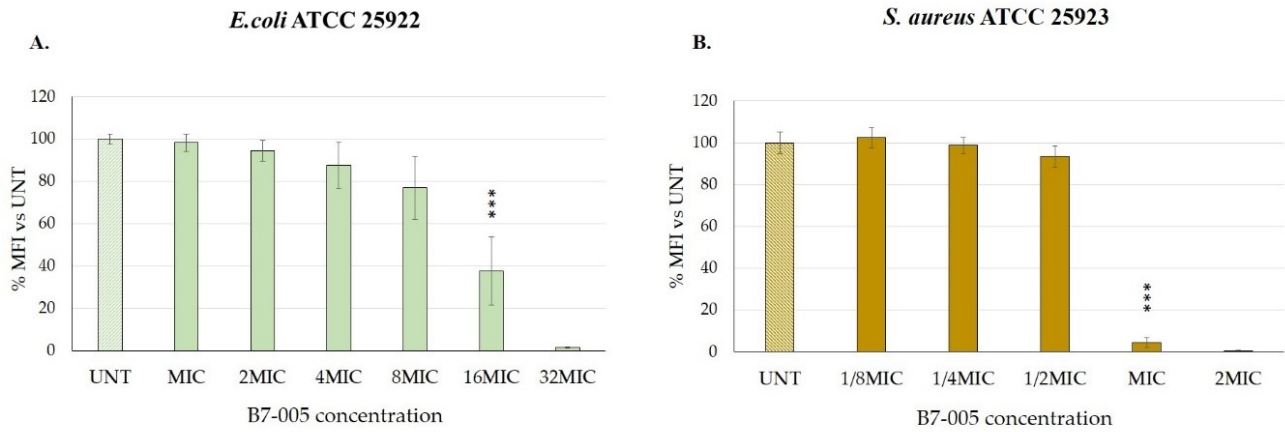 E.coli ATCC 25922
A.
120
100
80
60
40
20
0
% MFI vs UNT
***
UNT MIC 2MIC 4MIC 8MIC 16MIC 32MIC
B7-005 concentration
S. aureus ATCC 25923
B.
120
100
80
60
40
20
0
% MFI vs UNT
***
UNT 1/8MIC 1/4MIC 1/2MIC MIC 2MIC
B7-005 concentration